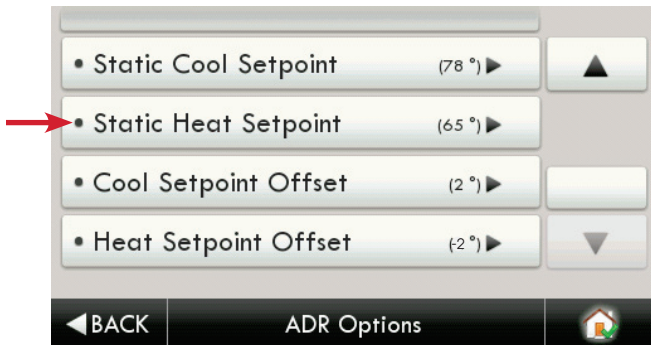 • Static Cool Setpoint (78 °) ▶
• Static Heat Setpoint (65 °) ▶
• Cool Setpoint Offset (2 °) ▶
• Heat Setpoint Offset (-2 °) ▶
◀BACK ADR Options